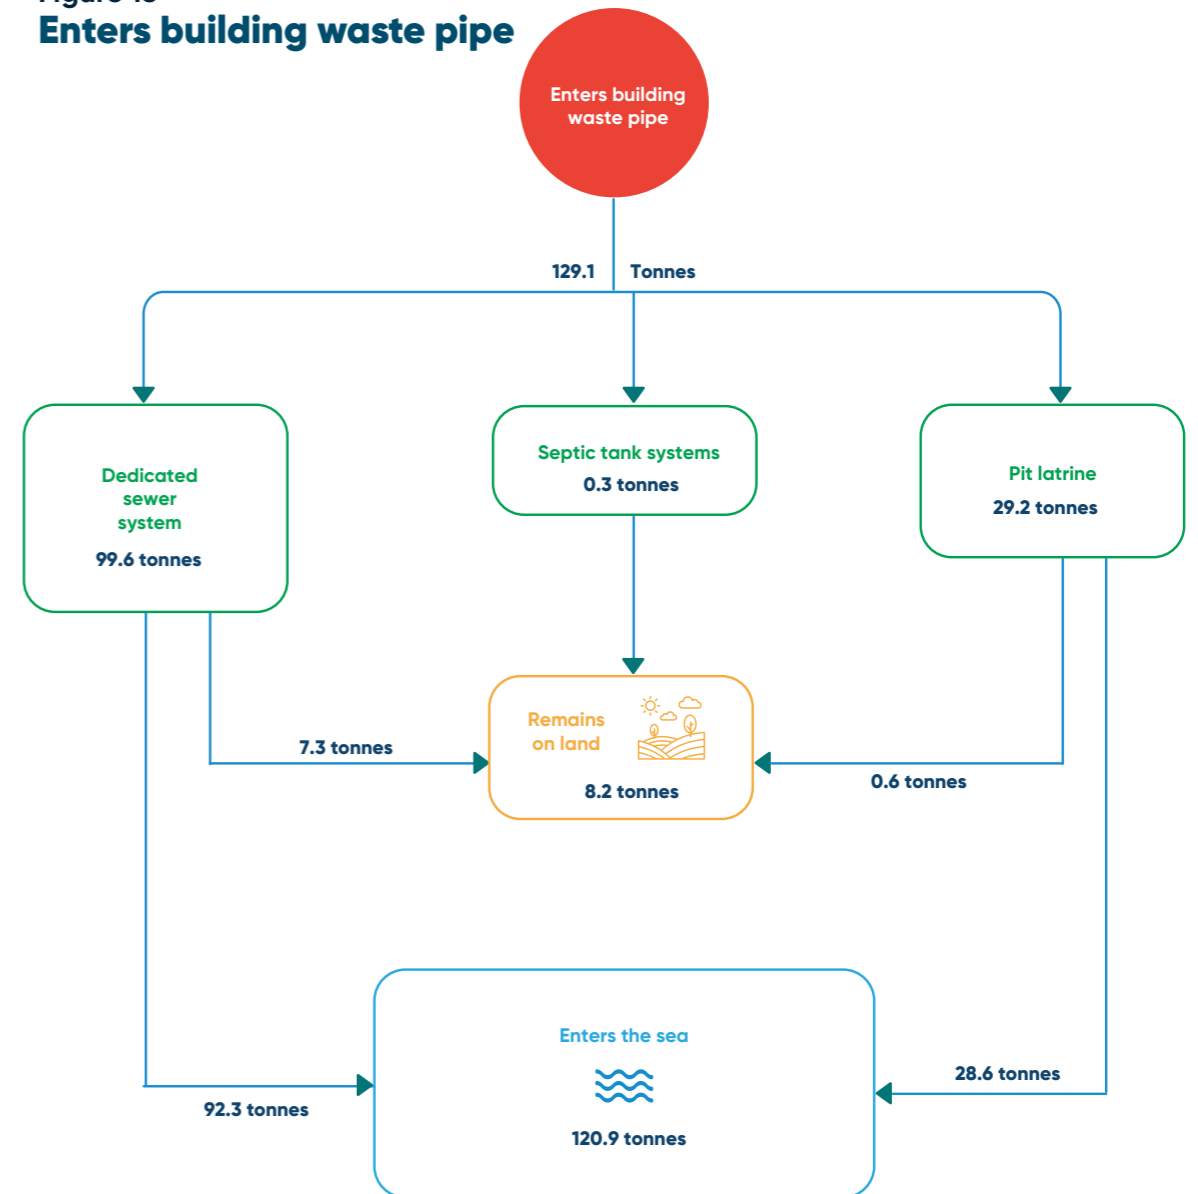 Enters building waste pipe
Enters building
waste pipe
129.1 Tonnes
Dedicated
sewer
system
99.6 tonnes
Septic tank systems
0.3 tonnes
Pit latrine
29.2 tonnes
Remains
on land
8.2 tonnes
7.3 tonnes
0.6 tonnes
Enters the sea
120.9 tonnes
92.3 tonnes
28.6 tonnes